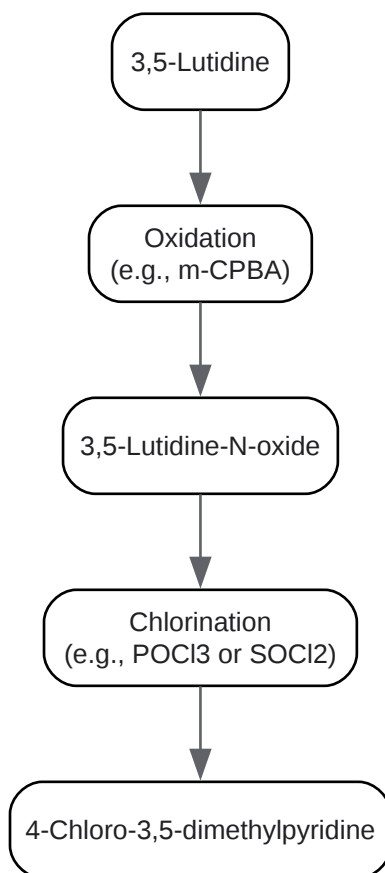 3,5-Lutidine
Oxidation
(e.g., m-CPBA)
3,5-Lutidine-N-oxide
Chlorination
(e.g., POCl3 or SOCl2)
4-Chloro-3,5-dimethylpyridine